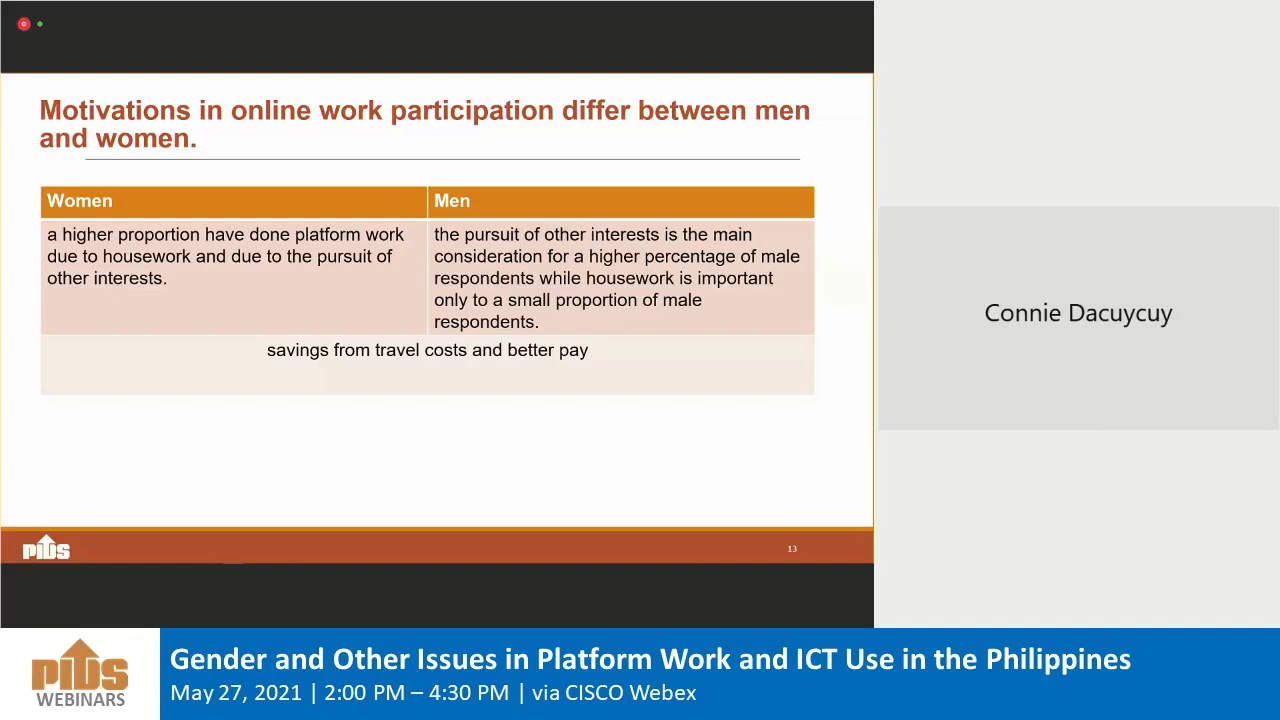 Motivations in online work participation differ between men
and women.
Women
Men
a higher proportion have done platform work
due to housework and due to the pursuit of
other interests.
the pursuit of other interests is the main
consideration for a higher percentage of male
respondents while housework is important
only to a small proportion of male
respondents.
savings from travel costs and better pay
PIDS
13
Connie Dacuycuy
PIDS
WEBINARS
Gender and Other Issues in Platform Work and ICT Use in the Philippines
May 27, 2021 | 2:00 PM – 4:30 PM | via CISCO Webex